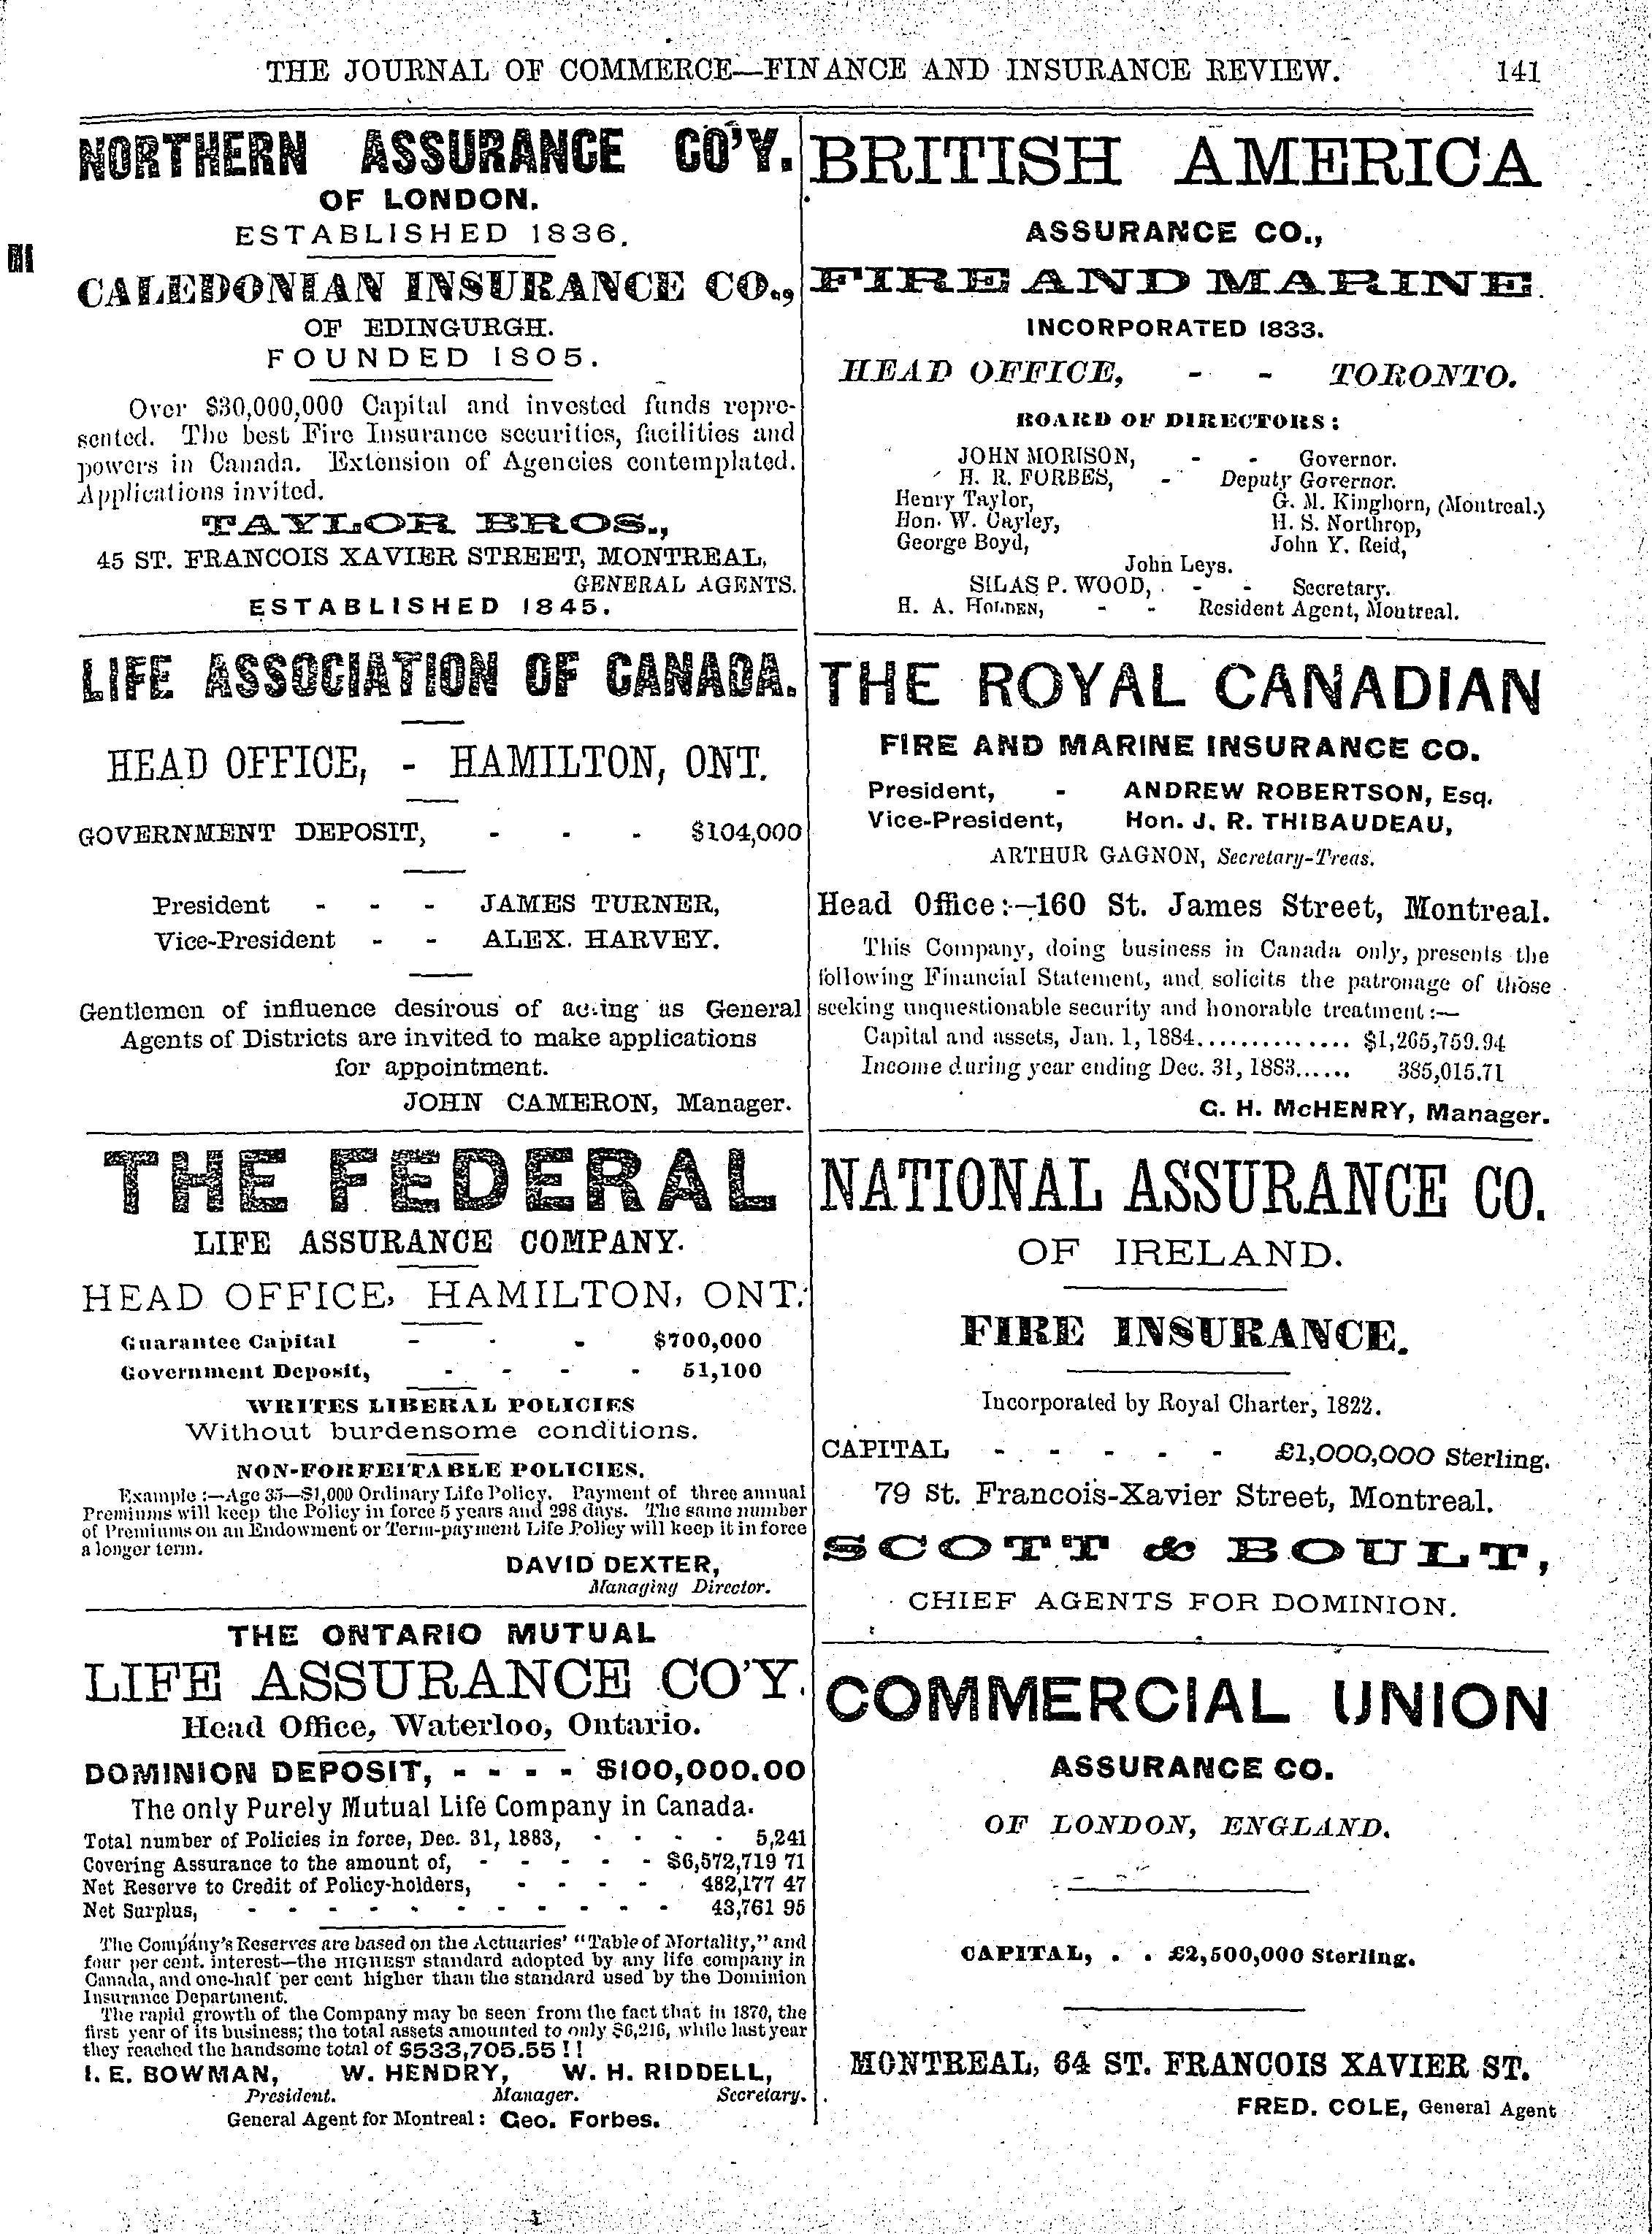 THE JOURNAL OF COMMERCE—FINANCE AND INSURANCE REVIEW. 141
NORTHERN ASSURANCE CO'Y.
OF LONDON.
ESTABLISHED 1836.
CALEDONIAN INSURANCE CO.,
OF EDINGURGH.
FOUNDED 1805.
Over $30,000,000 Capital and invested funds repre-
sented. The best Fire Insurance securities, facilities and
powers in Canada. Extension of Agencies contemplated.
Applications invited.
TAYLOR BROS.,
45 ST. FRANCOIS XAVIER STREET, MONTREAL,
GENERAL AGENTS.
ESTABLISHED 1845.
LIFE ASSOCIATION OF CANADA.
HEAD OFFICE, - HAMILTON, ONT.
GOVERNMENT DEPOSIT, - - - $104,000
President - - - JAMES TURNER,
Vice-President - - ALEX. HARVEY.
Gentlemen of influence desirous of acting as General
Agents of Districts are invited to make applications
for appointment.
JOHN CAMERON, Manager.
THE FEDERAL
LIFE ASSURANCE COMPANY.
HEAD OFFICE, HAMILTON, ONT.
Guarantee Capital - - - $700,000
Government Deposit, - - - - 51,100
WRITES LIBERAL POLICIES
Without burdensome conditions.
NON-FORFEITABLE POLICIES.
Example :—Age 35—$1,000 Ordinary Life Policy. Payment of three annual
Premiums will keep the Policy in force 5 years and 298 days. The same number
of Premiums on an Endowment or Term-payment Life Policy will keep it in force
a longer term.
DAVID DEXTER,
Managing Director.
THE ONTARIO MUTUAL
LIFE ASSURANCE CO'Y.
Head Office, Waterloo, Ontario.
DOMINION DEPOSIT, - - - - $100,000.00
The only Purely Mutual Life Company in Canada.
Total number of Policies in force, Dec. 31, 1883, - - - - 5,241
Covering Assurance to the amount of, - - - - - $6,572,719 71
Net Reserve to Credit of Policy-holders, - - - - 482,177 47
Net Surplus, - - - - - - - - - - - 43,761 95
The Company's Reserves are based on the Actuaries' "Table of Mortality," and
four per cent. interest—the HIGHEST standard adopted by any life company in
Canada, and one-half per cent higher than the standard used by the Dominion
Insurance Department.
The rapid growth of the Company may be seen from the fact that in 1870, the
first year of its business; the total assets amounted to only $6,216, while last year
they reached the handsome total of $533,705.55 ! !
I. E. BOWMAN, W. HENDRY, W. H. RIDDELL,
President. Manager. Secretary.
General Agent for Montreal : Geo. Forbes.
BRITISH AMERICA
ASSURANCE CO.,
FIRE AND MARINE.
INCORPORATED 1833.
HEAD OFFICE, - - TORONTO.
BOARD OF DIRECTORS :
JOHN MORISON, - - Governor.
H. R. FORBES, - Deputy Governor.
Henry Taylor, G. M. Kinghorn, (Montreal.)
Hon. W. Cayley, H. S. Northrop,
George Boyd, John Y. Reid,
John Leys.
SILAS P. WOOD, - - Secretary.
H. A. HOLDEN, - - Resident Agent, Montreal.
THE ROYAL CANADIAN
FIRE AND MARINE INSURANCE CO.
President, - ANDREW ROBERTSON, Esq.
Vice-President, Hon. J. R. THIBAUDEAU,
ARTHUR GAGNON, Secretary-Treas.
Head Office:—160 St. James Street, Montreal.
This Company, doing business in Canada only, presents the
following Financial Statement, and solicits the patronage of those
seeking unquestionable security and honorable treatment :—
Capital and assets, Jan. 1, 1884.............. $1,265,759.94
Income during year ending Dec. 31, 1883...... 385,015.71
G. H. McHENRY, Manager.
NATIONAL ASSURANCE CO.
OF IRELAND.
FIRE INSURANCE.
Incorporated by Royal Charter, 1822.
CAPITAL - - - - - £1,000,000 Sterling.
79 St. Francois-Xavier Street, Montreal.
SCOTT & BOULT,
CHIEF AGENTS FOR DOMINION.
COMMERCIAL UNION
ASSURANCE CO.
OF LONDON, ENGLAND.
CAPITAL, . . £2,500,000 Sterling.
MONTREAL, 64 ST. FRANCOIS XAVIER ST.
FRED. COLE, General Agent